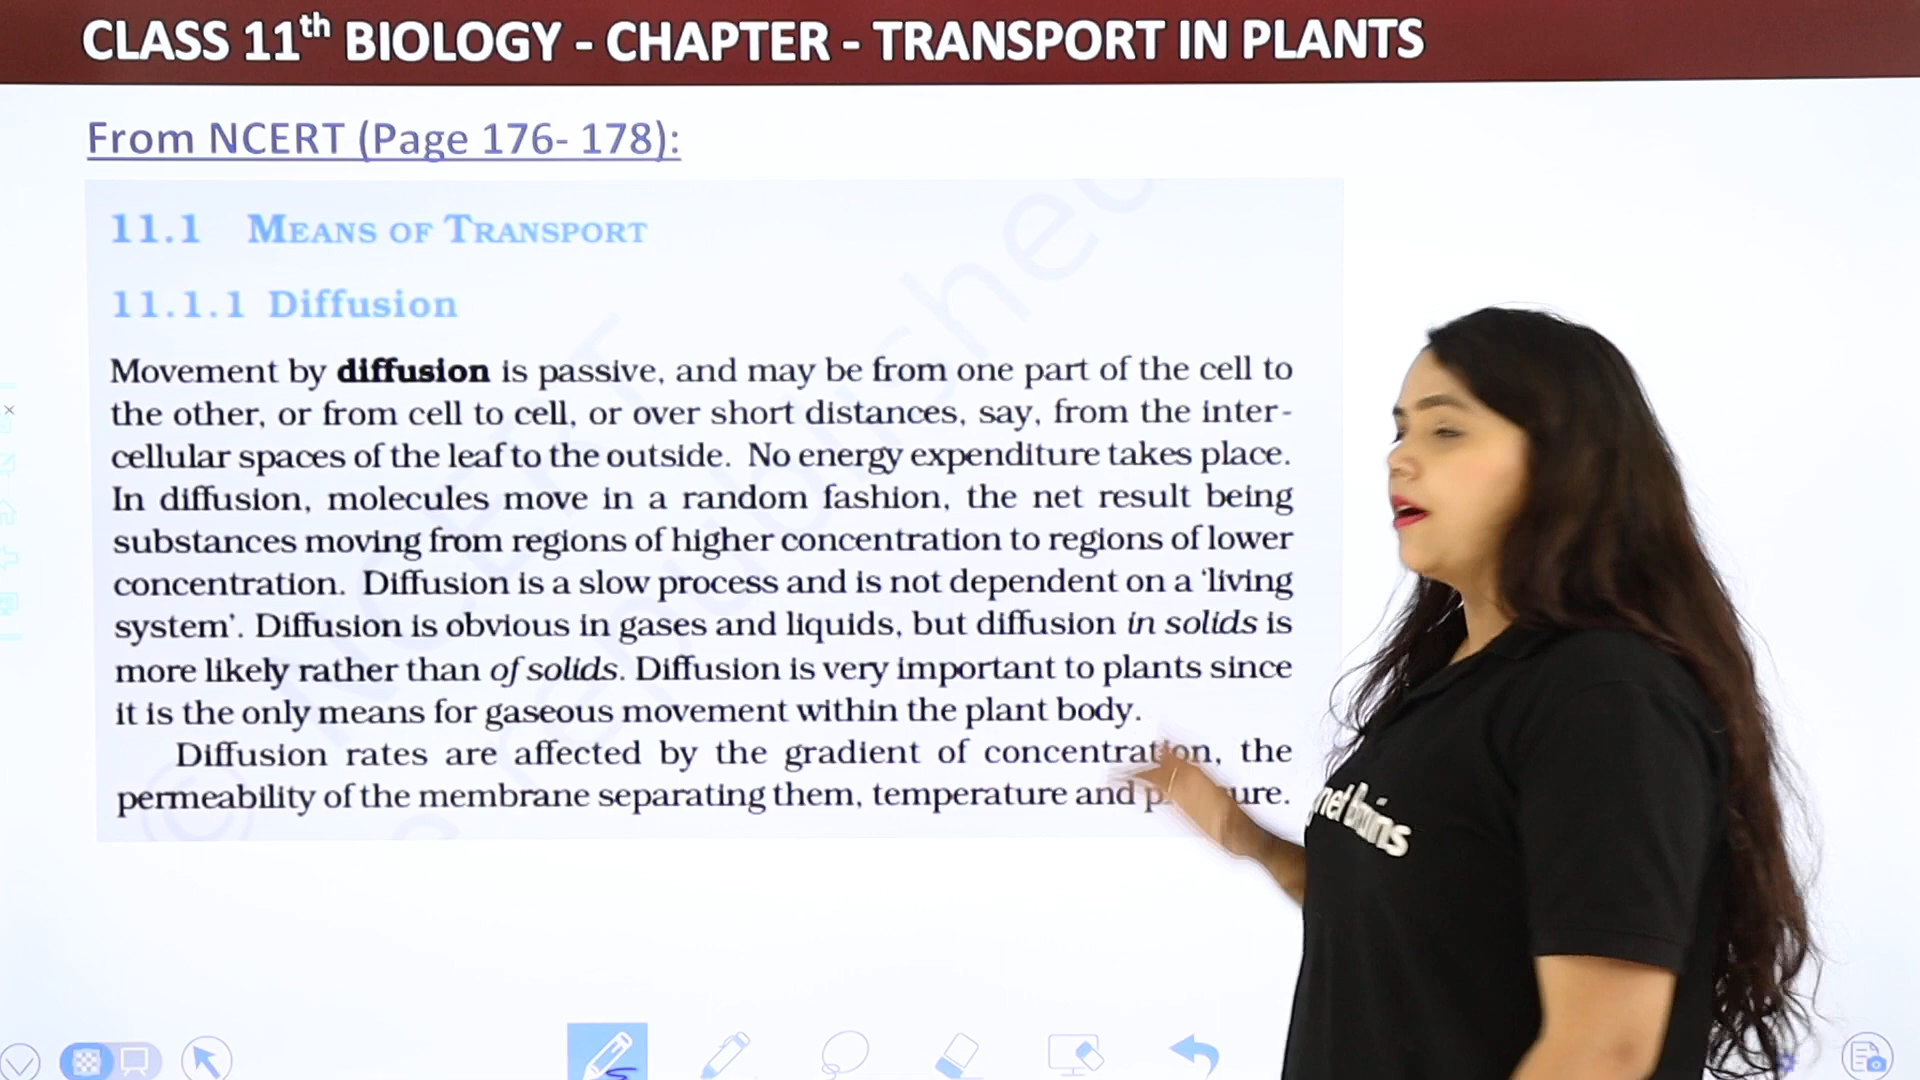 CLASS 11th BIOLOGY - CHAPTER - TRANSPORT IN PLANTS
From NCERT (Page 176- 178):
11.1 MEANS OF TRANSPORT
11.1.1 Diffusion
Movement by diffusion is passive, and may be from one part of the cell to
the other, or from cell to cell, or over short distances, say, from the inter-
cellular spaces of the leaf to the outside. No energy expenditure takes place.
In diffusion, molecules move in a random fashion, the net result being
substances moving from regions of higher concentration to regions of lower
concentration. Diffusion is a slow process and is not dependent on a ‘living
system’. Diffusion is obvious in gases and liquids, but diffusion in solids is
more likely rather than of solids. Diffusion is very important to plants since
it is the only means for gaseous movement within the plant body.
Diffusion rates are affected by the gradient of concentration, the
permeability of the membrane separating them, temperature and
net brains